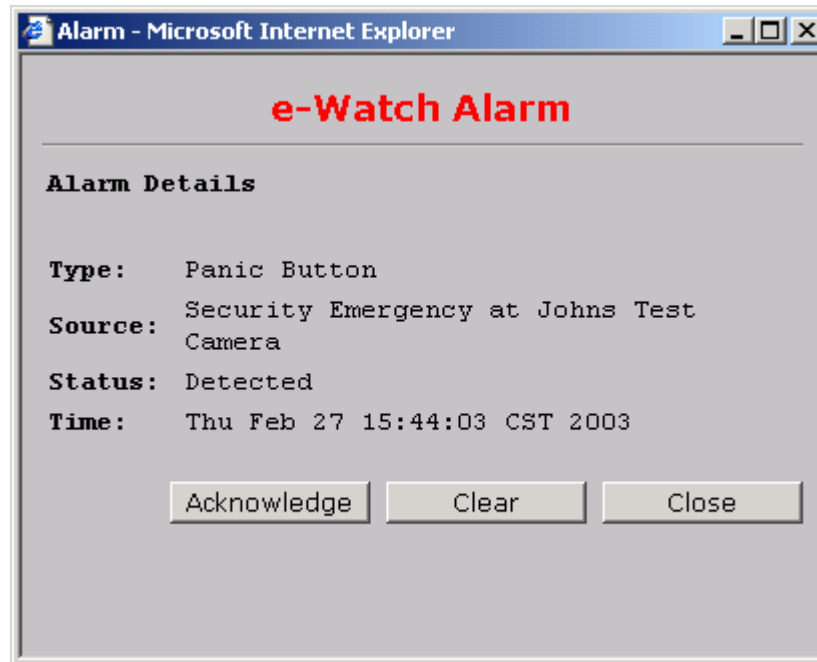 Alarm - Microsoft Internet Explorer
e-Watch Alarm
Alarm Details
Type: Panic Button
Source: Security Emergency at Johns Test
Camera
Status: Detected
Time: Thu Feb 27 15:44:03 CST 2003
Acknowledge Clear Close